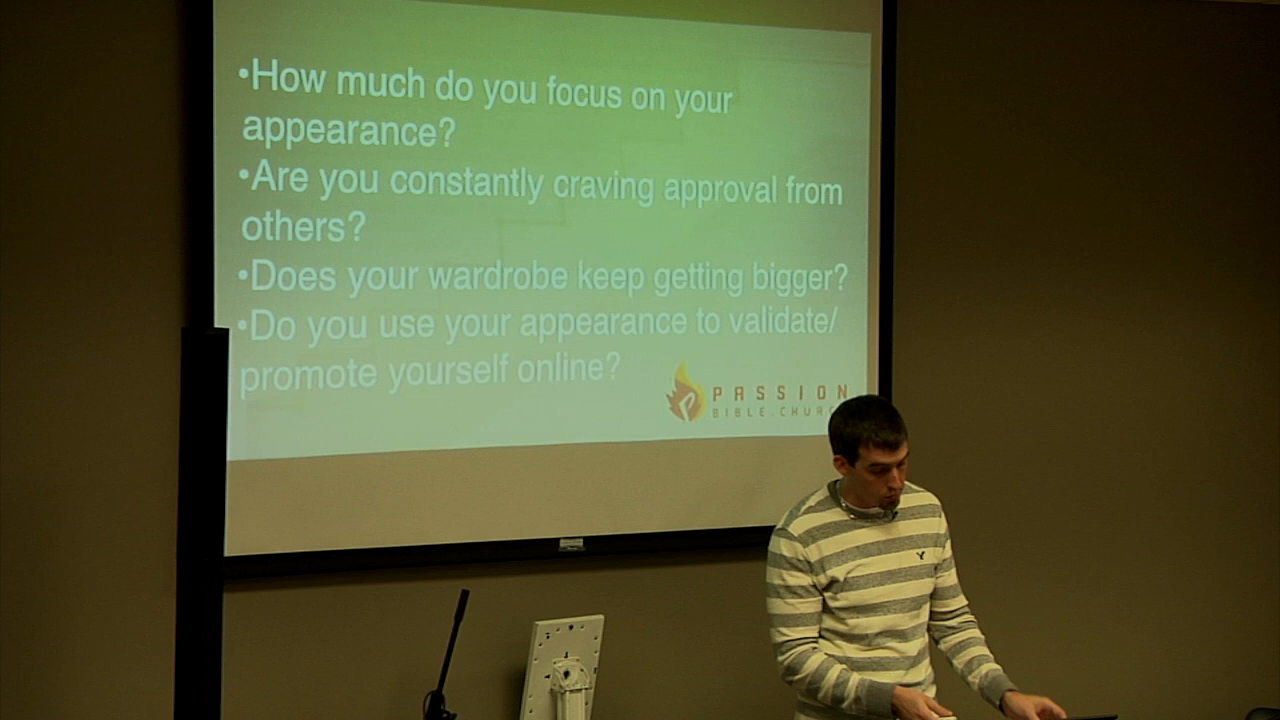 •How much do you focus on your
appearance?
•Are you constantly craving approval from
others?
•Does your wardrobe keep getting bigger?
•Do you use your appearance to validate/
promote yourself online?
PASSION
BIBLE.CHURC